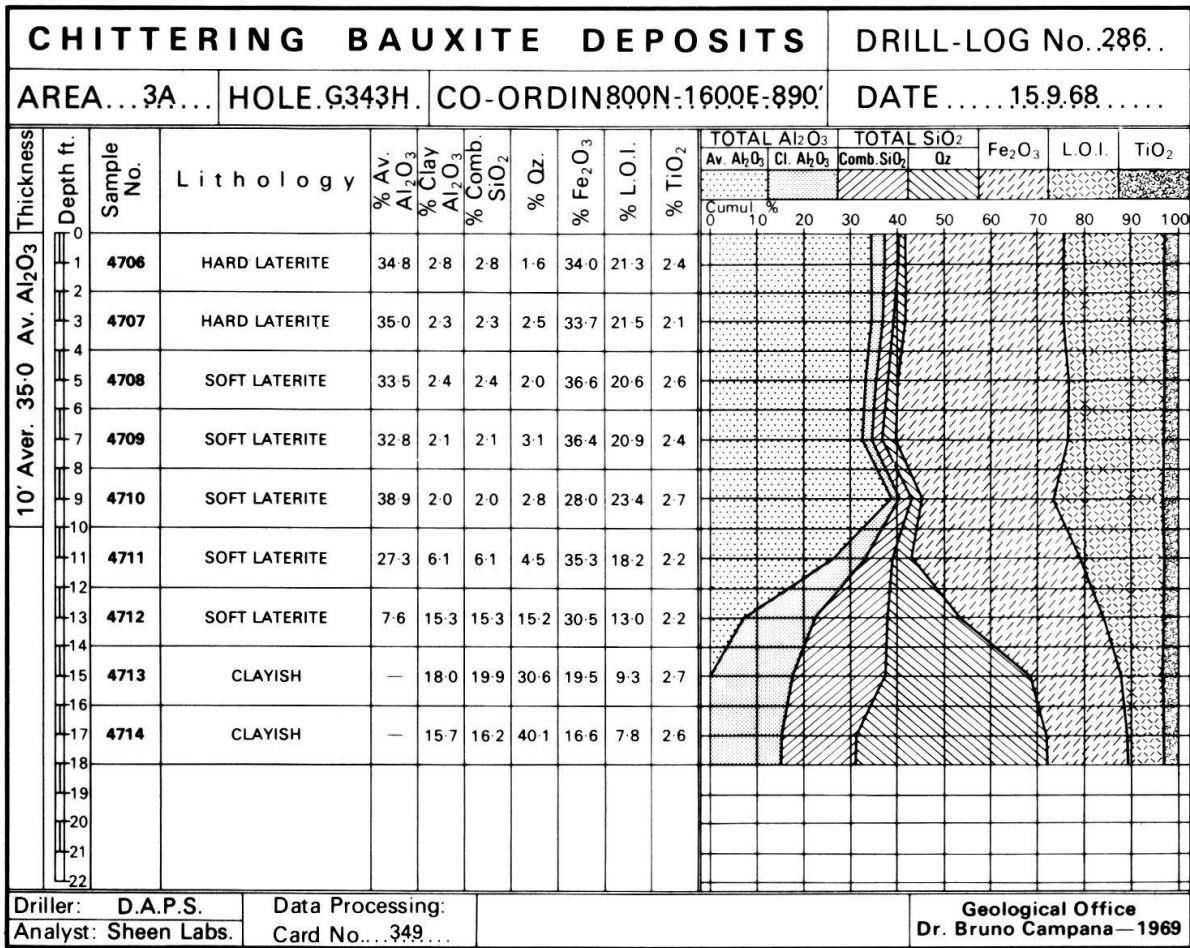 CHITTERING BAUXITE DEPOSITS
DRILL-LOG No..286..
AREA...3A... HOLE.G343H. CO-ORDIN800N-1600E-890' DATE.....15.9.68......
Thickness
Depth ft.
Sample No.
Lithology
% Av. Al₂O₃
% Clay Al₂O₃
% Comb. SiO₂
% Qz.
% Fe₂O₃
% L.O.I.
% TiO₂
TOTAL Al₂O₃ TOTAL SiO₂ Fe₂O₃ L.O.I. TiO₂
Av. Al₂O₃ Cl. Al₂O₃ Comb.SiO₂ Qz
Cumul %
0 10 20 30 40 50 60 70 80 90 100
10' Aver. 35·0 Av. Al₂O₃
0
1 4706 HARD LATERITE 34·8 2·8 2·8 1·6 34·0 21·3 2·4
2
3 4707 HARD LATERITE 35·0 2·3 2·3 2·5 33·7 21·5 2·1
4
5 4708 SOFT LATERITE 33·5 2·4 2·4 2·0 36·6 20·6 2·6
6
7 4709 SOFT LATERITE 32·8 2·1 2·1 3·1 36·4 20·9 2·4
8
9 4710 SOFT LATERITE 38·9 2·0 2·0 2·8 28·0 23·4 2·7
10
11 4711 SOFT LATERITE 27·3 6·1 6·1 4·5 35·3 18·2 2·2
12
13 4712 SOFT LATERITE 7·6 15·3 15·3 15·2 30·5 13·0 2·2
14
15 4713 CLAYISH — 18·0 19·9 30·6 19·5 9·3 2·7
16
17 4714 CLAYISH — 15·7 16·2 40·1 16·6 7·8 2·6
18
19
20
21
22
Driller: D.A.P.S.
Analyst: Sheen Labs.
Data Processing:
Card No....349....
Geological Office
Dr. Bruno Campana—1969